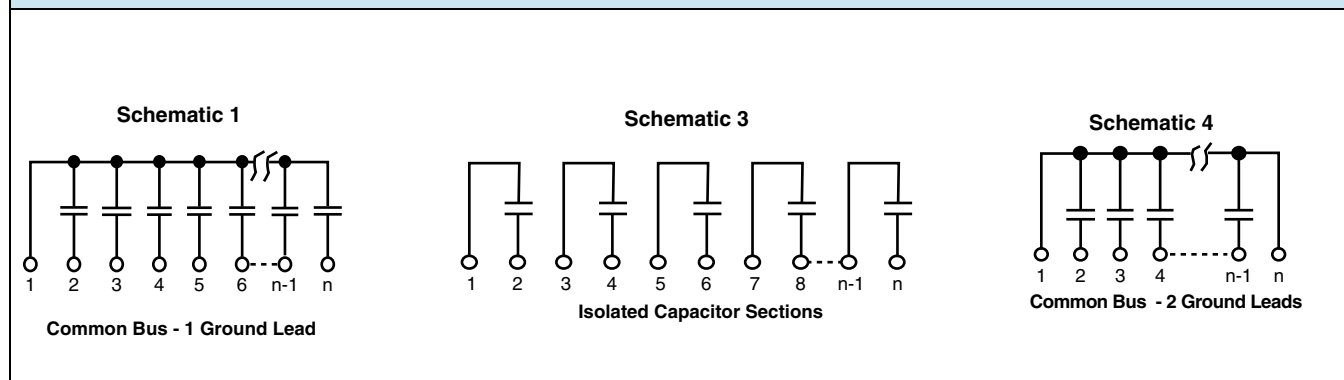 Schematic 1
1 2 3 4 5 6 n-1 n
Common Bus - 1 Ground Lead
Schematic 3
1 2 3 4 5 6 7 8 n-1 n
Isolated Capacitor Sections
Schematic 4
1 2 3 4 n-1 n
Common Bus - 2 Ground Leads